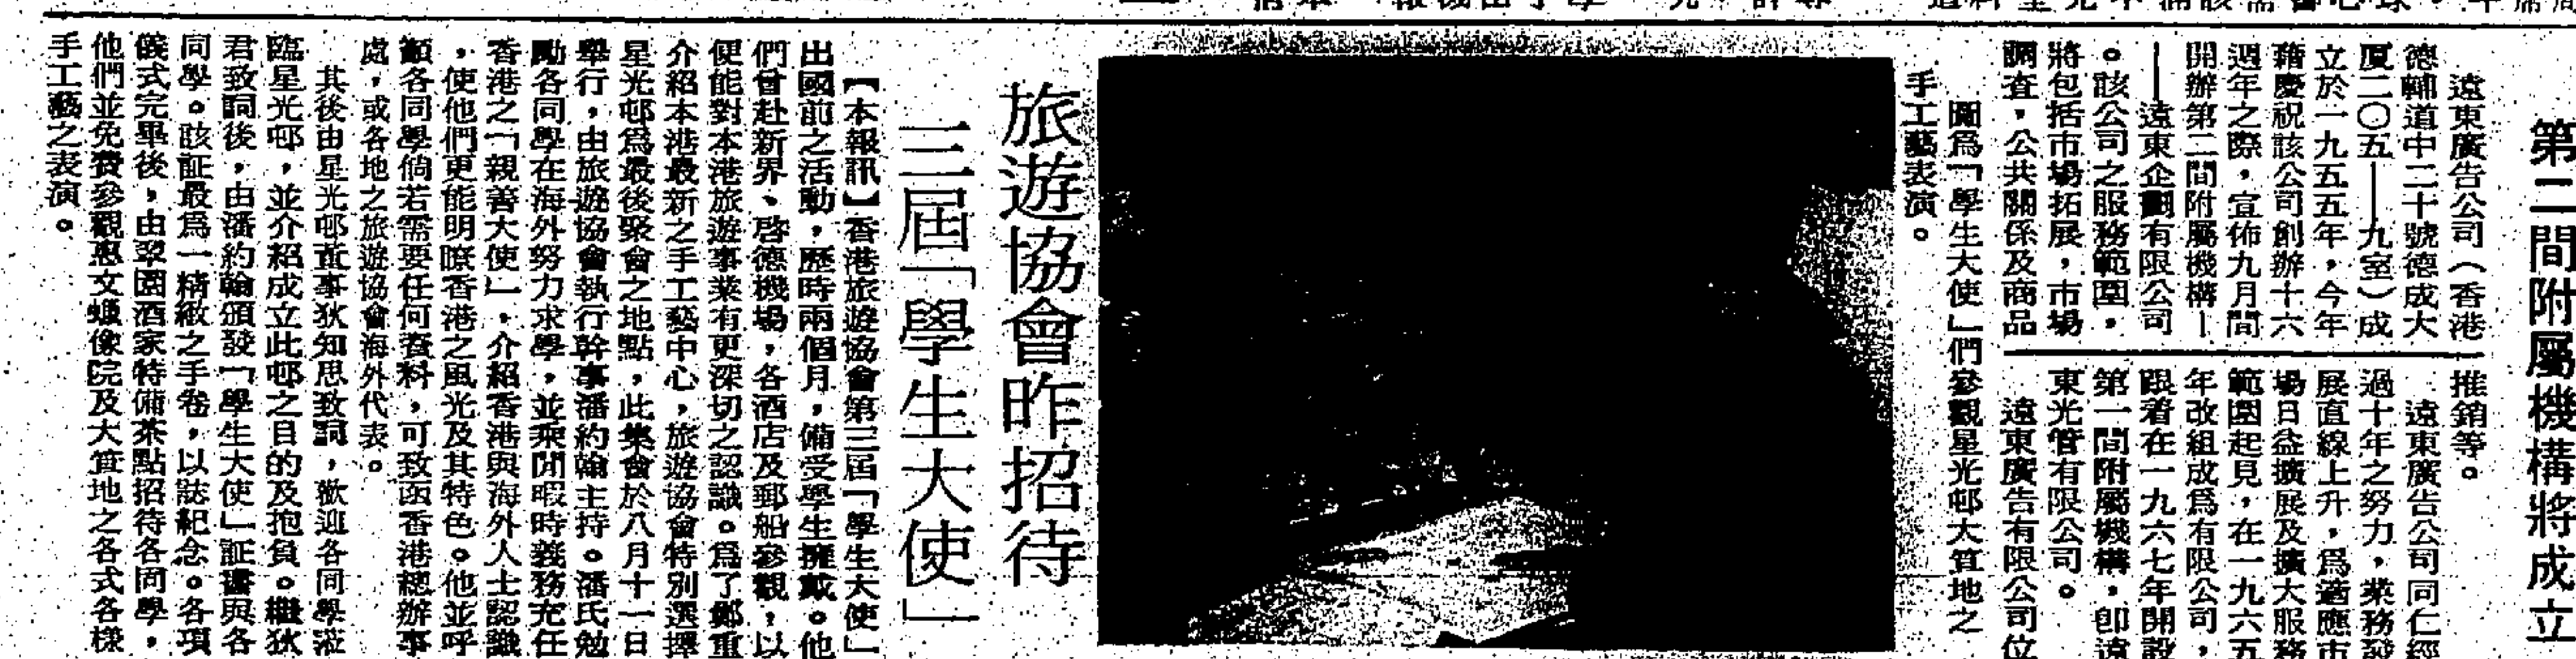 第二間附屬機構將成立
遠東廣告公司（香港
德輔道中二十號德成大
厦二〇五——九室）成
立於一九五五年，今年
藉慶祝該公司創辦十六
週年之際，宣佈九月間
開辦第二間附屬機構—
—遠東企劃有限公司
。該公司之服務範圍，
將包括市場拓展，市場
調查，公共關係及商品
推銷等。
遠東廣告公司同仁經
過十年之努力，業務發
展直線上升，爲適應市
場日益擴展及擴大服務
範圍起見，在一九六五
年改組成爲有限公司，
跟着在一九六七年開設
第一間附屬機構，卽遠
東光管有限公司。
遠東廣告有限公司位
圖爲「學生大使」們參觀星光邨大笪地之
手工藝表演。
旅遊協會昨招待
三屆「學生大使」
【本報訊】香港旅遊協會第三屆「學生大使」
出國前之活動，歷時兩個月，備受學生擁戴。他
們曾赴新界、啓德機場，各酒店及郵船參觀，以
便能對本港旅遊事業有更深切之認識。爲了鄭重
介紹本港最新之手工藝中心，旅遊協會特別選擇
星光邨爲最後聚會之地點，此集會於八月十一日
舉行，由旅遊協會執行幹事潘約翰主持。潘氏勉
勵各同學在海外努力求學，並乘閒暇時義務充任
香港之「親善大使」，介紹香港與海外人士認識
，使他們更能明瞭香港之風光及其特色。他並呼
籲各同學倘若需要任何資料，可致函香港總辦事
處，或各地之旅遊協會海外代表。
其後由星光邨董事狄知思致詞，歡迎各同學蒞
臨星光邨，並介紹成立此邨之目的及抱負。繼狄
君致詞後，由潘約翰頒發「學生大使」証書與各
同學。該証最爲一精緻之手卷，以誌紀念。各項
儀式完畢後，由翠園酒家特備茶點招待各同學，
他們並免費參觀惠文蠟像院及大笪地之各式各樣
手工藝之表演。